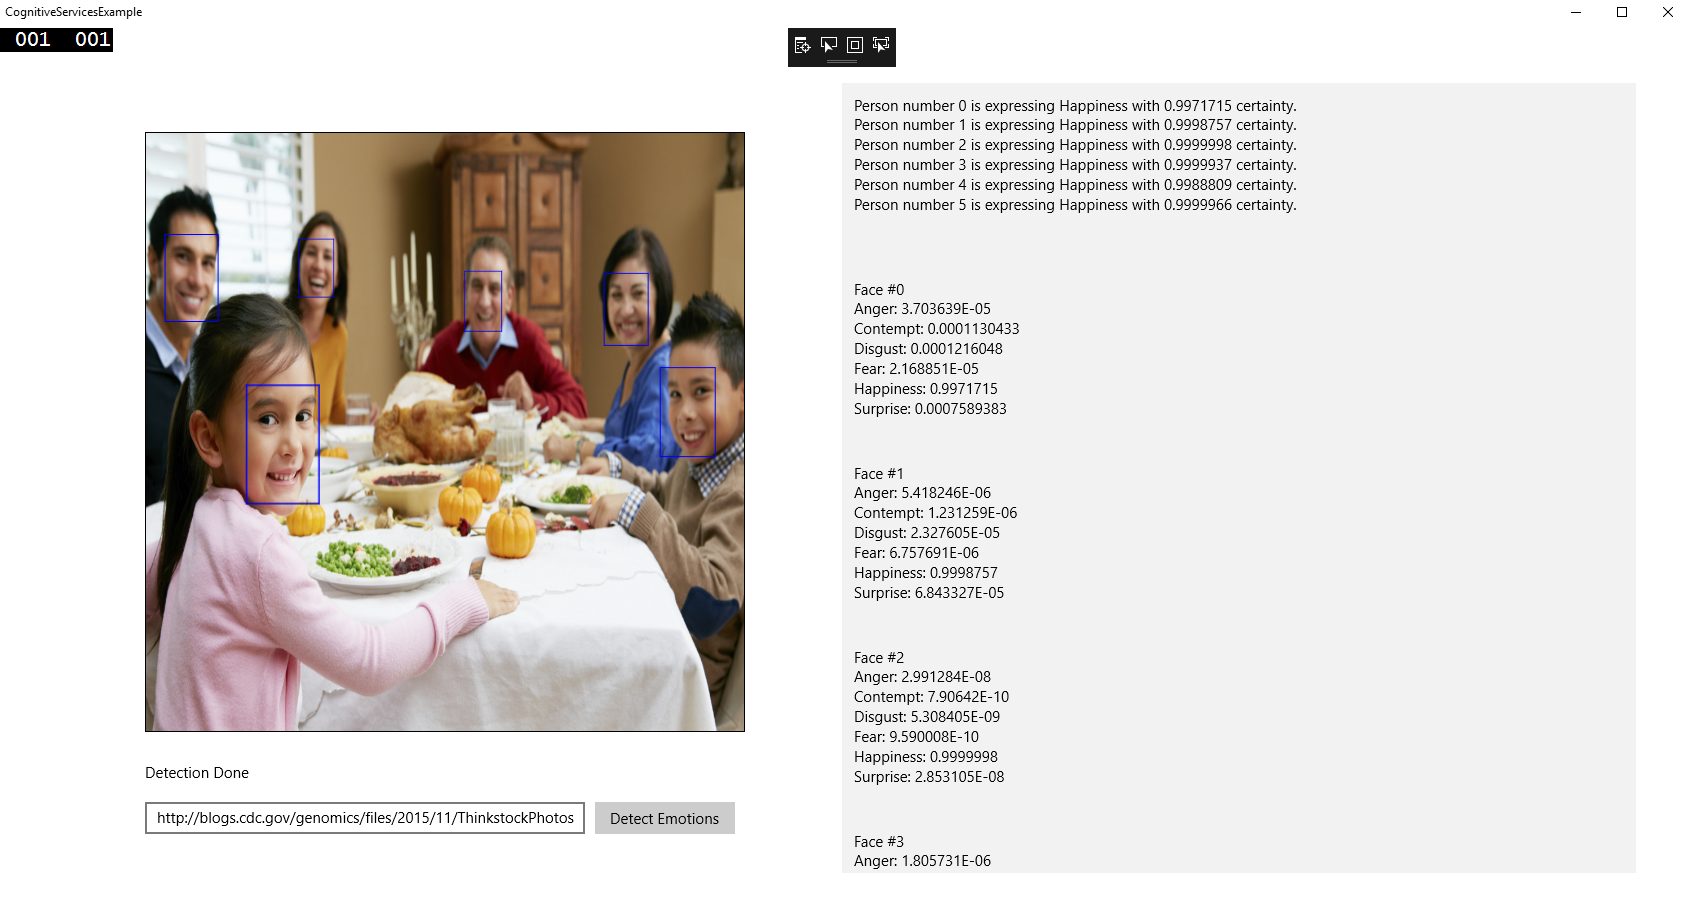 CognitiveServicesExample
001 001
Person number 0 is expressing Happiness with 0.9971715 certainty.
Person number 1 is expressing Happiness with 0.9998757 certainty.
Person number 2 is expressing Happiness with 0.9999998 certainty.
Person number 3 is expressing Happiness with 0.9999937 certainty.
Person number 4 is expressing Happiness with 0.9988809 certainty.
Person number 5 is expressing Happiness with 0.9999966 certainty.
Face #0
Anger: 3.703639E-05
Contempt: 0.0001130433
Disgust: 0.0001216048
Fear: 2.168851E-05
Happiness: 0.9971715
Surprise: 0.0007589383
Face #1
Anger: 5.418246E-06
Contempt: 1.231259E-06
Disgust: 2.327605E-05
Fear: 6.757691E-06
Happiness: 0.9998757
Surprise: 6.843327E-05
Face #2
Anger: 2.991284E-08
Contempt: 7.90642E-10
Disgust: 5.308405E-09
Fear: 9.590008E-10
Happiness: 0.9999998
Surprise: 2.853105E-08
Face #3
Anger: 1.805731E-06
Detection Done
http://blogs.cdc.gov/genomics/files/2015/11/ThinkstockPhotos
Detect Emotions